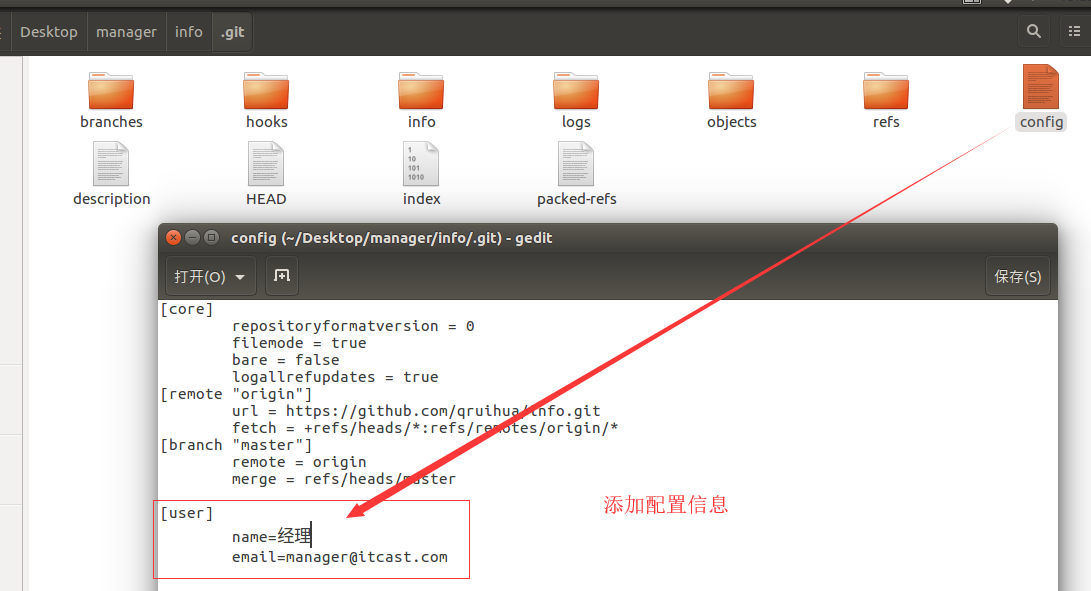 Desktop manager info .git
branches hooks info logs objects refs config
1
10
101
1010
description HEAD index packed-refs
config (~/Desktop/manager/info/.git) - gedit
打开(O) 保存(S)
[core]
repositoryformatversion = 0
filemode = true
bare = false
logallrefupdates = true
[remote "origin"]
url = https://github.com/qruihua/info.git
fetch = +refs/heads/*:refs/remotes/origin/*
[branch "master"]
remote = origin
merge = refs/heads/master
[user]
添加配置信息
name=经理
email=manager@itcast.com